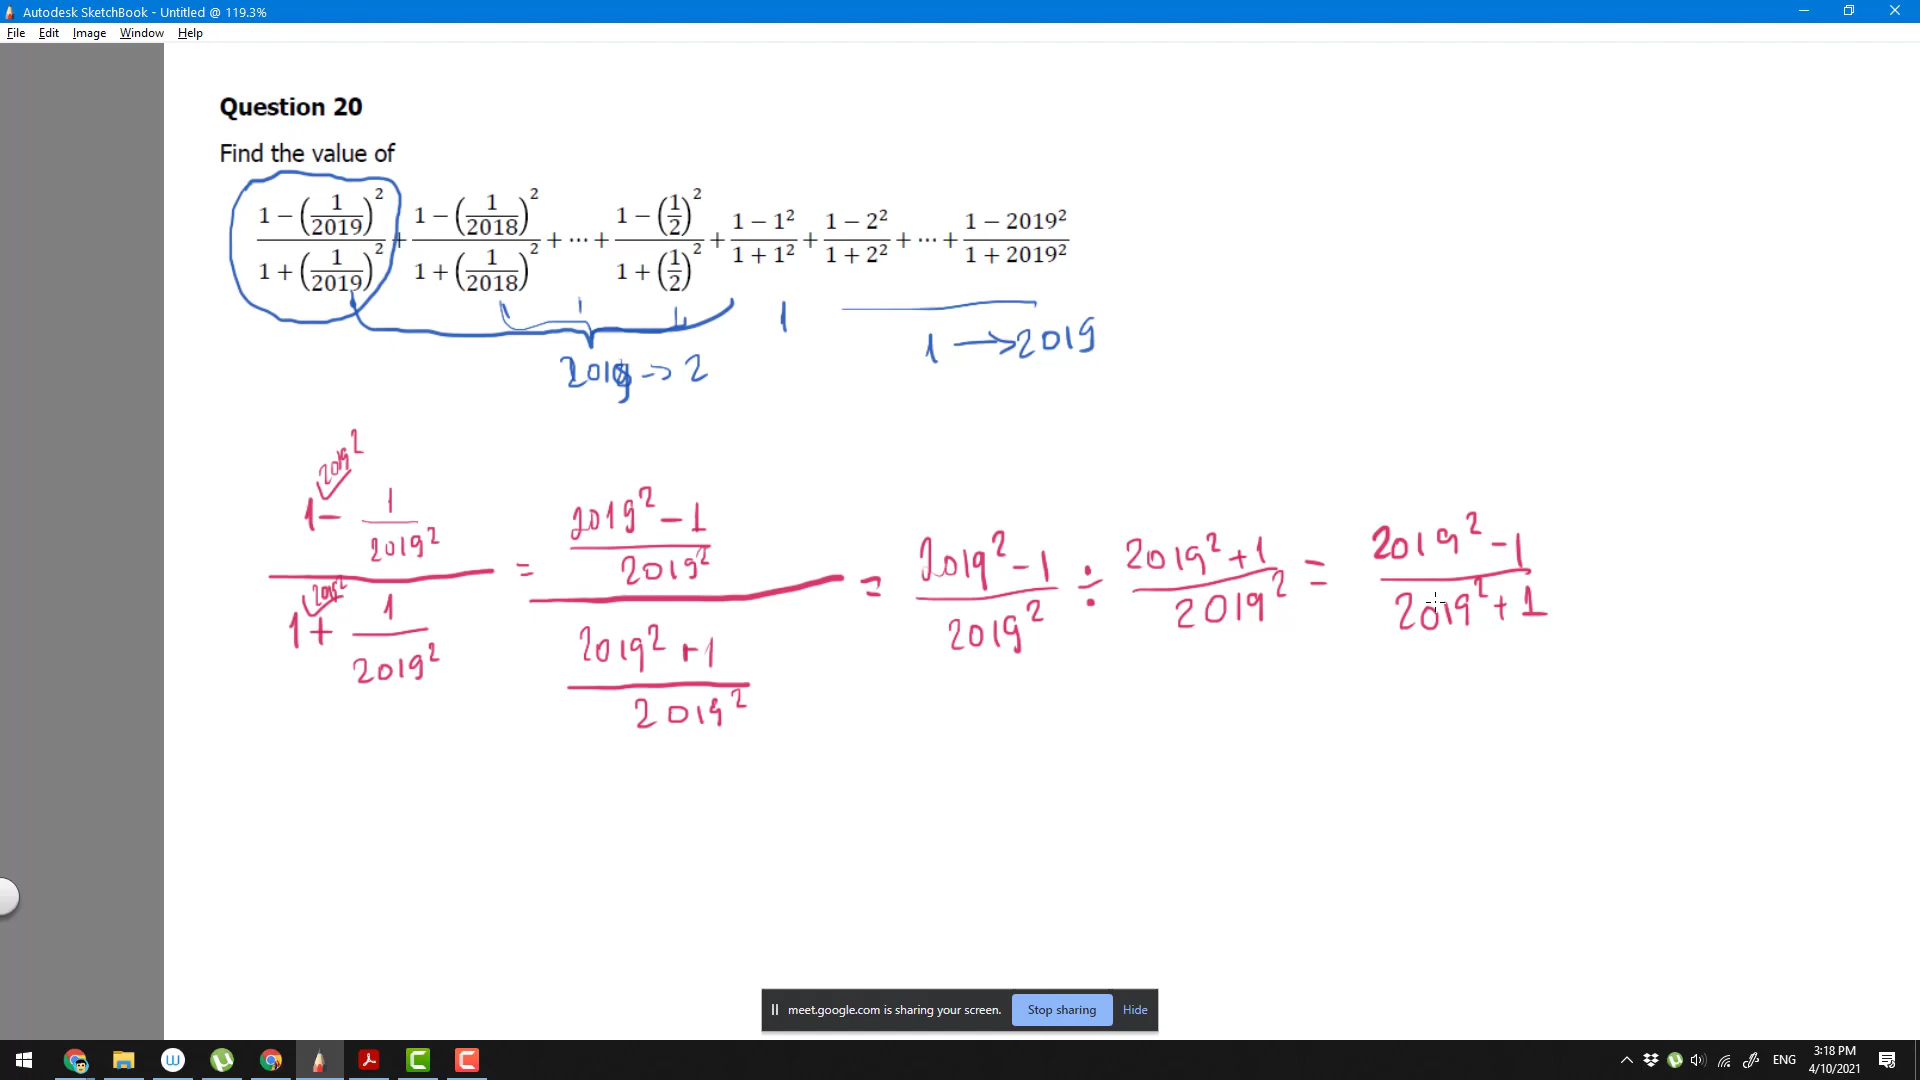 Autodesk SketchBook - Untitled @ 119.3%
File Edit Image Window Help
Question 20
Find the value of
(1 − (1/2019)²)/(1 + (1/2019)²) + (1 − (1/2018)²)/(1 + (1/2018)²) + ⋯ + (1 − (1/2)²)/(1 + (1/2)²) + (1 − 1²)/(1 + 1²) + (1 − 2²)/(1 + 2²) + ⋯ + (1 − 2019²)/(1 + 2019²)
1
1 → 2019
2019 → 2
2019²
1 − 1/2019²
2019²
1 + 1/2019²
= ((2019² − 1)/2019²)/((2019² + 1)/2019²) = (2019² − 1)/2019² ÷ (2019² + 1)/2019² = (2019² − 1)/(2019² + 1)
meet.google.com is sharing your screen. Stop sharing Hide
ENG
3:18 PM
4/10/2021